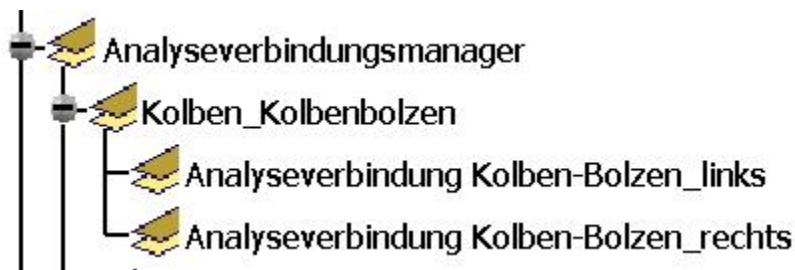 Analyseverbindungsmanager
Kolben_Kolbenbolzen
Analyseverbindung Kolben-Bolzen_links
Analyseverbindung Kolben-Bolzen_rechts